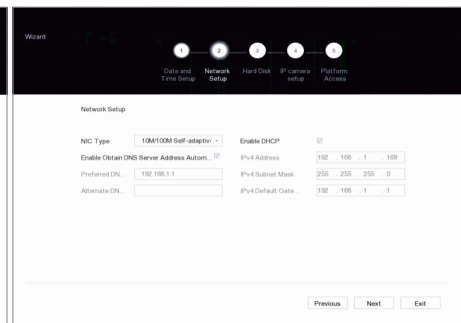 Wizard
1 2 3 4 5
Date and Time Setup
Network Setup
Hard Disk
IP camera setup
Platform Access
Network Setup
NIC Type 10M/100M Self-adaptiv
Enable DHCP
Enable Obtain DNS Server Address Autom...
IPv4 Address 192 . 168 . 1 . 169
Preferred DN... 192.168.1.1
IPv4 Subnet Mask 255 . 255 . 255 . 0
Alternate DN...
IPv4 Default Gate... 192 . 168 . 1 . 1
Previous Next Exit